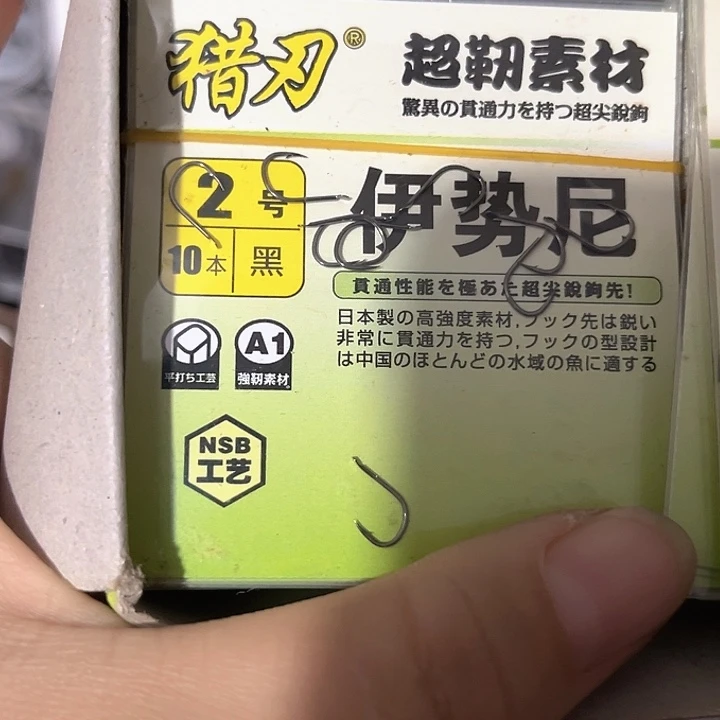 猎刃®
超韧素材
驚異の貫通力を持つ超尖銳鉤
2号
10本 黑
伊势尼
貫通性能を極あた超尖銳鉤先!
日本製の高強度素材,フック先は鋭い
非常に貫通力を持つ,フックの型設計
は中国のほとんどの水域の魚に適する
平打ち工芸
A1
強韌素材
NSB
工艺